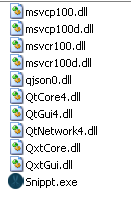 msvcp100.dll
msvcp100d.dll
msvcr100.dll
msvcr100d.dll
qjson0.dll
QtCore4.dll
QtGui4.dll
QtNetwork4.dll
QxtCore.dll
QxtGui.dll
Snippt.exe